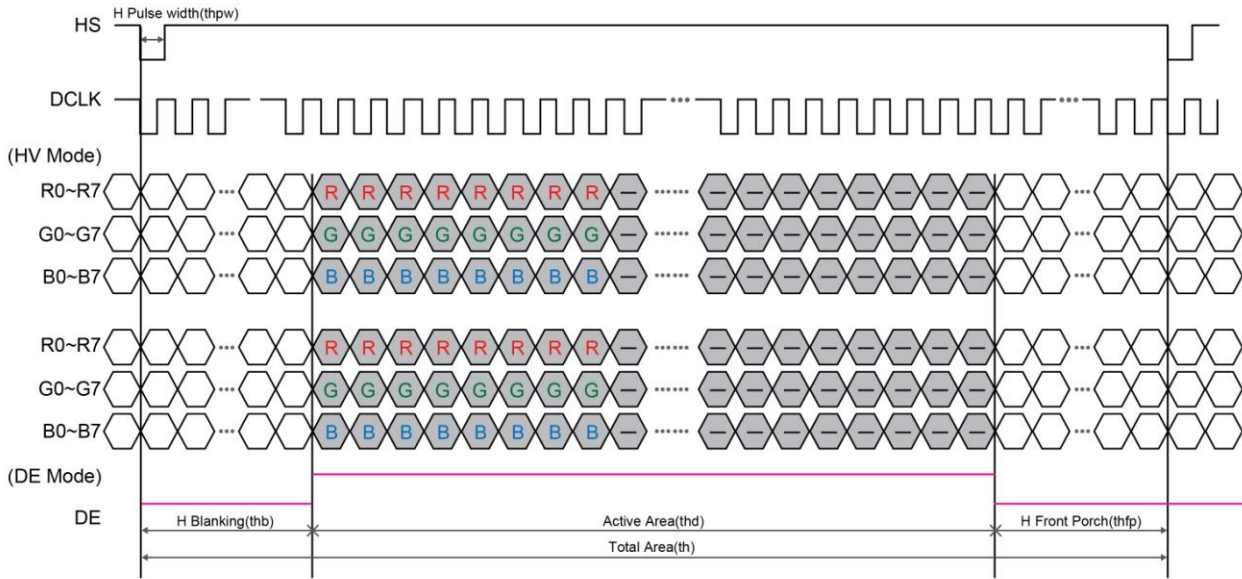 H Pulse width(thpw)
HS
DCLK
(HV Mode)
R0~R7 R R R R R R R R
G0~G7 G G G G G G G G
B0~B7 B B B B B B B B
R0~R7 R R R R R R R R
G0~G7 G G G G G G G G
B0~B7 B B B B B B B B
(DE Mode)
DE
H Blanking(thb) Active Area(thd) H Front Porch(thfp)
Total Area(th)